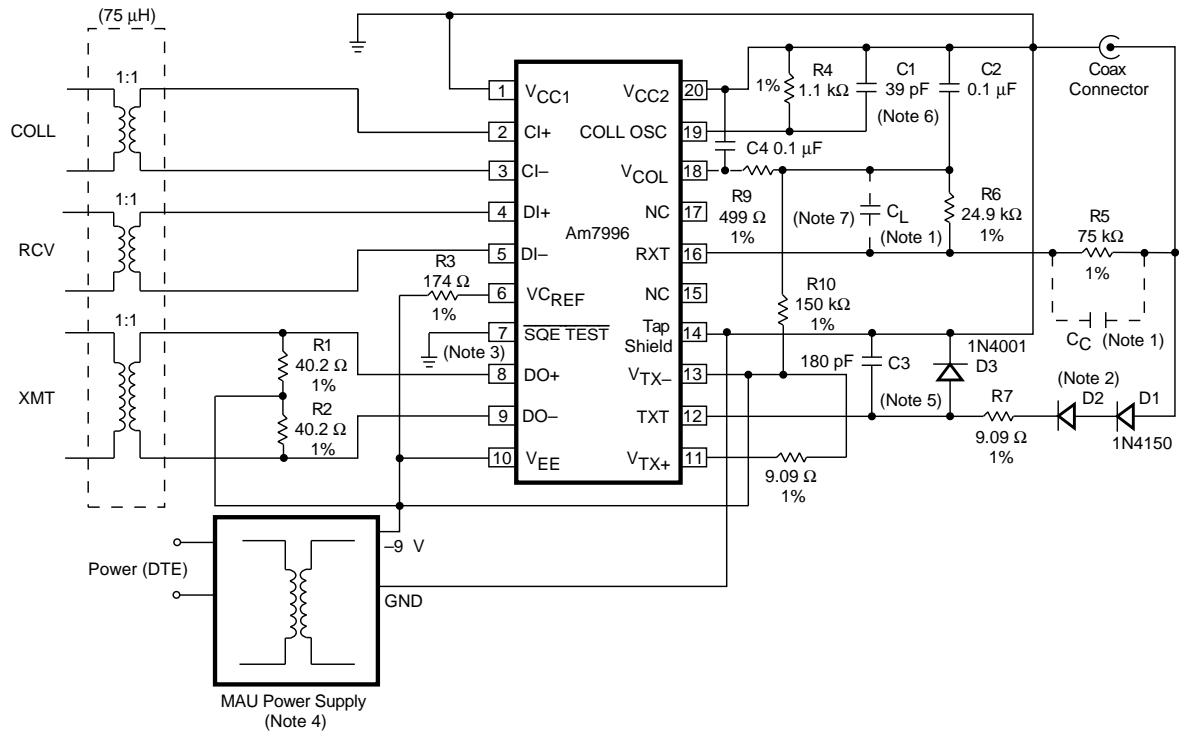 (75 µH)
1:1
COLL
1:1
RCV
1:1
XMT
R1
40.2 Ω
1%
R2
40.2 Ω
1%
R3
174 Ω
1%
(Note 3)
1 VCC1
2 CI+
3 CI–
4 DI+
5 DI–
6 VCREF
7 SQE TEST
8 DO+
9 DO–
10 VEE
Am7996
VCC2 20
COLL OSC 19
VCOL 18
NC 17
RXT 16
NC 15
Tap Shield 14
VTX– 13
TXT 12
VTX+ 11
1%
R4
1.1 kΩ
C1
39 pF
(Note 6)
C2
0.1 µF
Coax
Connector
C4 0.1 µF
R9
499 Ω
1%
(Note 7)
CL
(Note 1)
R6
24.9 kΩ
1%
R5
75 kΩ
1%
CC (Note 1)
R10
150 kΩ
1%
180 pF
C3
(Note 5)
1N4001
D3
(Note 2)
D2
D1
1N4150
R7
9.09 Ω
1%
9.09 Ω
1%
–9 V
GND
Power (DTE)
MAU Power Supply
(Note 4)